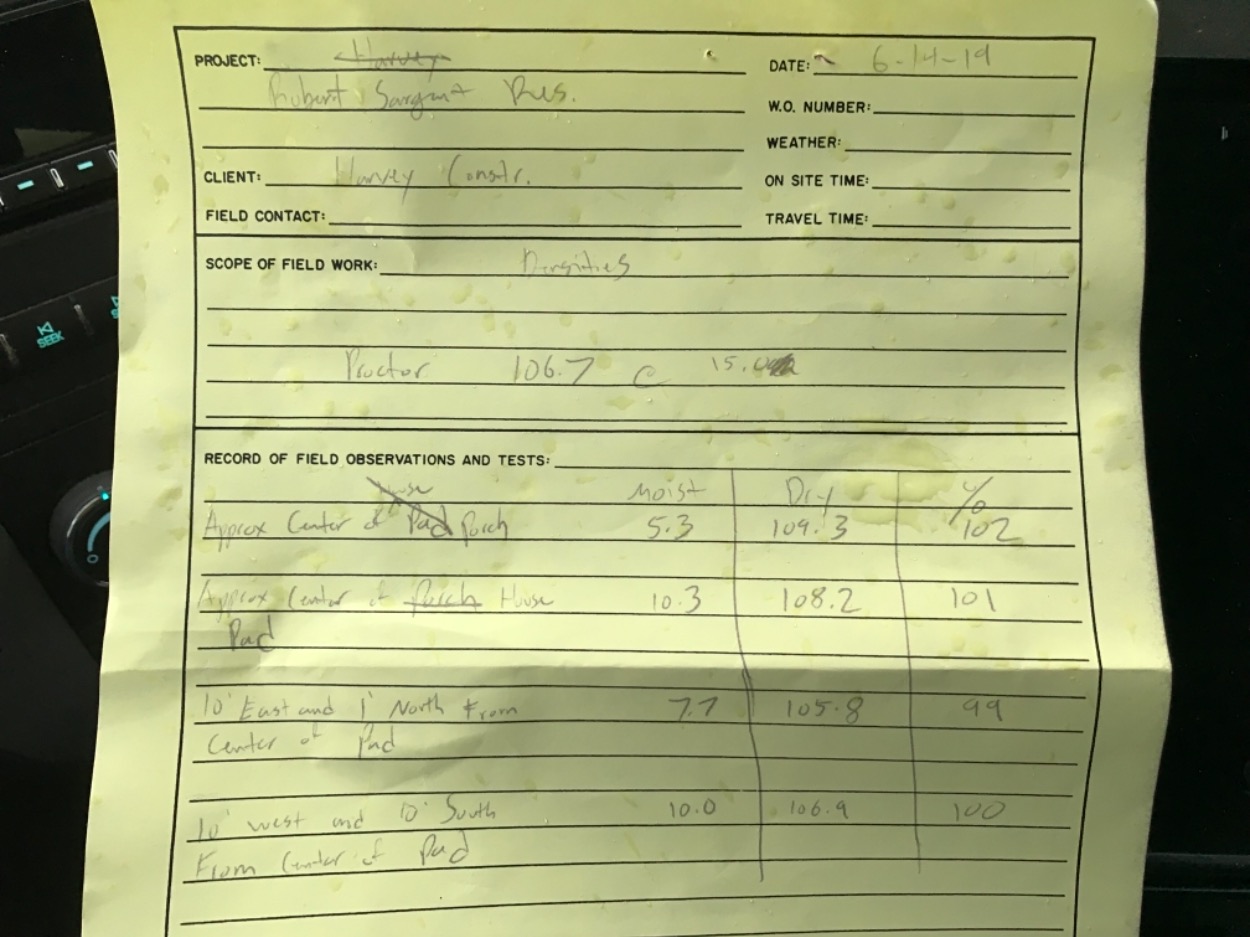 PROJECT: Harvey
DATE: 6-14-19
Robert Sargent Res.
W.O. NUMBER:
WEATHER:
CLIENT: Harvey Constr.
ON SITE TIME:
FIELD CONTACT:
TRAVEL TIME:
SCOPE OF FIELD WORK: Densities
SEEK
Proctor 106.7 @ 15.
RECORD OF FIELD OBSERVATIONS AND TESTS:
House Moist Dry %
Approx Center of Pad Porch 5.3 109.3 102
Approx Center of Porch House 10.3 108.2 101
Pad
10' East and 1' North From 7.7 105.8 99
Center of Pad
10' West and 10' South 10.0 106.9 100
From Center of Pad